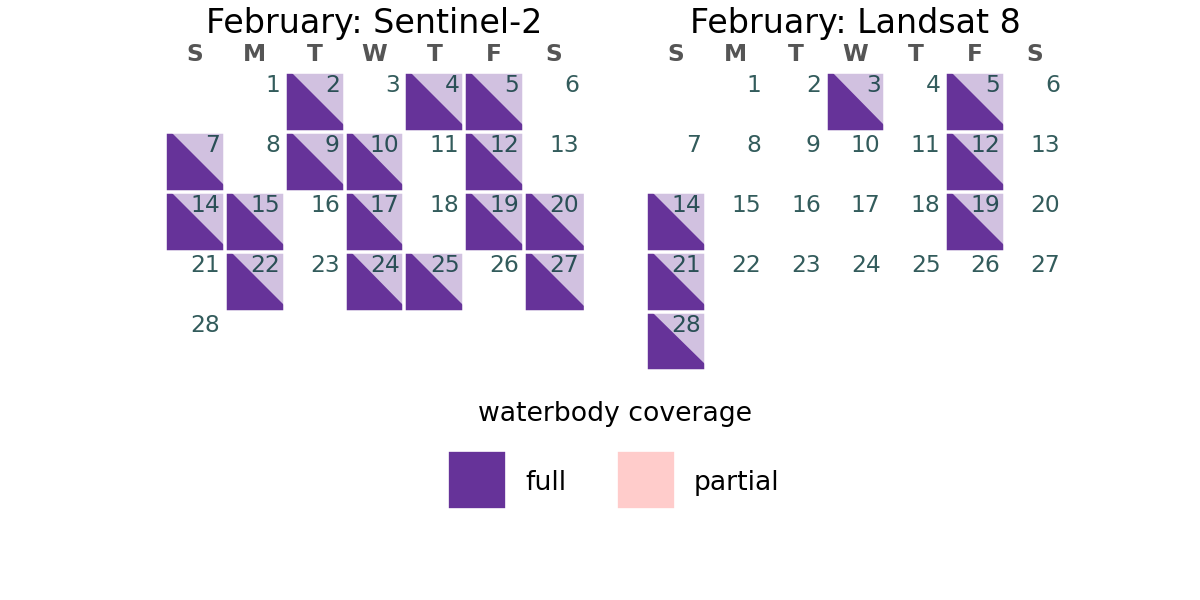 February: Sentinel-2
S M T W T F S
1 2 3 4 5 6
7 8 9 10 11 12 13
14 15 16 17 18 19 20
21 22 23 24 25 26 27
28
February: Landsat 8
S M T W T F S
1 2 3 4 5 6
7 8 9 10 11 12 13
14 15 16 17 18 19 20
21 22 23 24 25 26 27
28
waterbody coverage
full partial